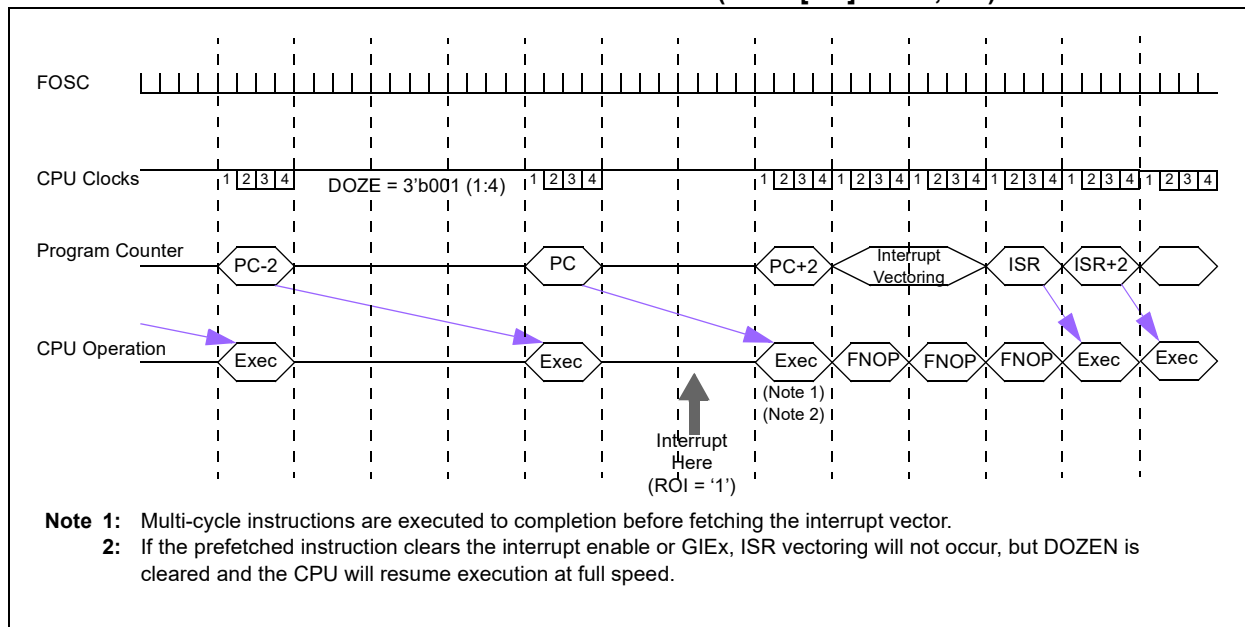 FOSC
CPU Clocks 1 2 3 4 DOZE = 3'b001 (1:4) 1 2 3 4 1 2 3 4 1 2 3 4 1 2 3 4 1 2 3 4 1 2 3 4 1 2 3 4
Program Counter PC-2 PC PC+2 Interrupt Vectoring ISR ISR+2
CPU Operation Exec Exec Exec FNOP FNOP FNOP Exec Exec
(Note 1)
(Note 2)
Interrupt
Here
(ROI = ‘1’)
Note 1: Multi-cycle instructions are executed to completion before fetching the interrupt vector.
2: If the prefetched instruction clears the interrupt enable or GIEx, ISR vectoring will not occur, but DOZEN is
cleared and the CPU will resume execution at full speed.